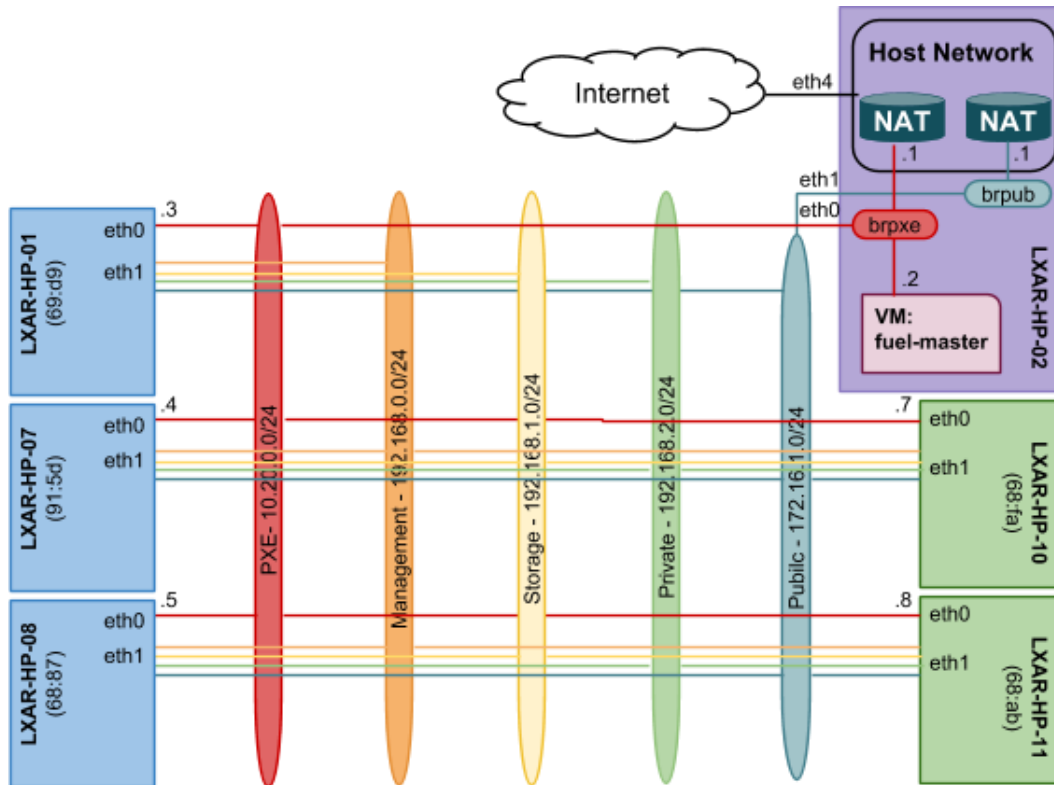 Host Network
Internet
eth4
NAT
NAT
.1
.1
eth1
brpub
.3
eth0
brpxe
LXAR-HP-01
(69:d9)
eth0
eth1
.2
VM:
fuel-master
LXAR-HP-02
PXE- 10.20.0.0/24
Management - 192.168.0.0/24
Storage - 192.168.1.0/24
Private - 192.168.2.0/24
Pubilc - 172.16.1.0/24
LXAR-HP-07
(91:5d)
.4
eth0
eth1
.7
eth0
eth1
LXAR-HP-10
(68:fa)
LXAR-HP-08
(68:87)
.5
eth0
eth1
.8
eth0
eth1
LXAR-HP-11
(68:ab)